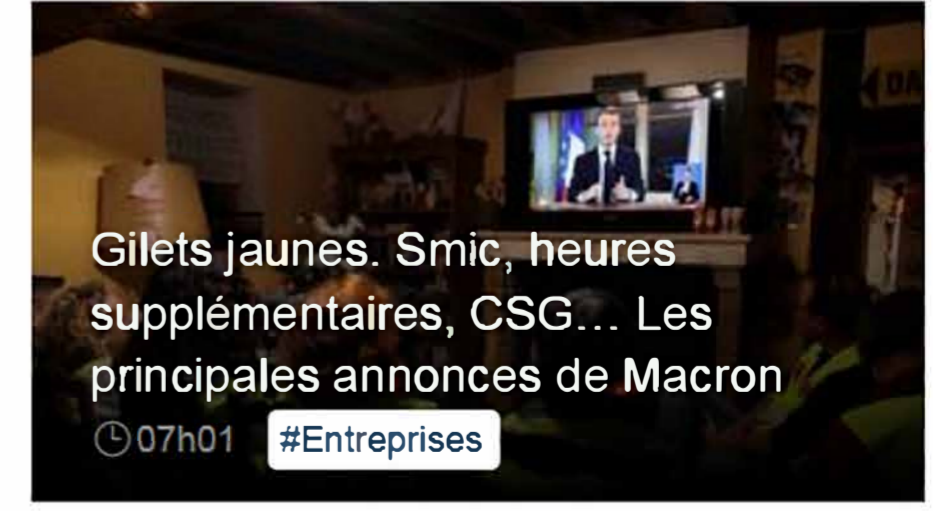 Gilets jaunes. Smic, heures
supplémentaires, CSG... Les
principales annonces de Macron
07h01 #Entreprises